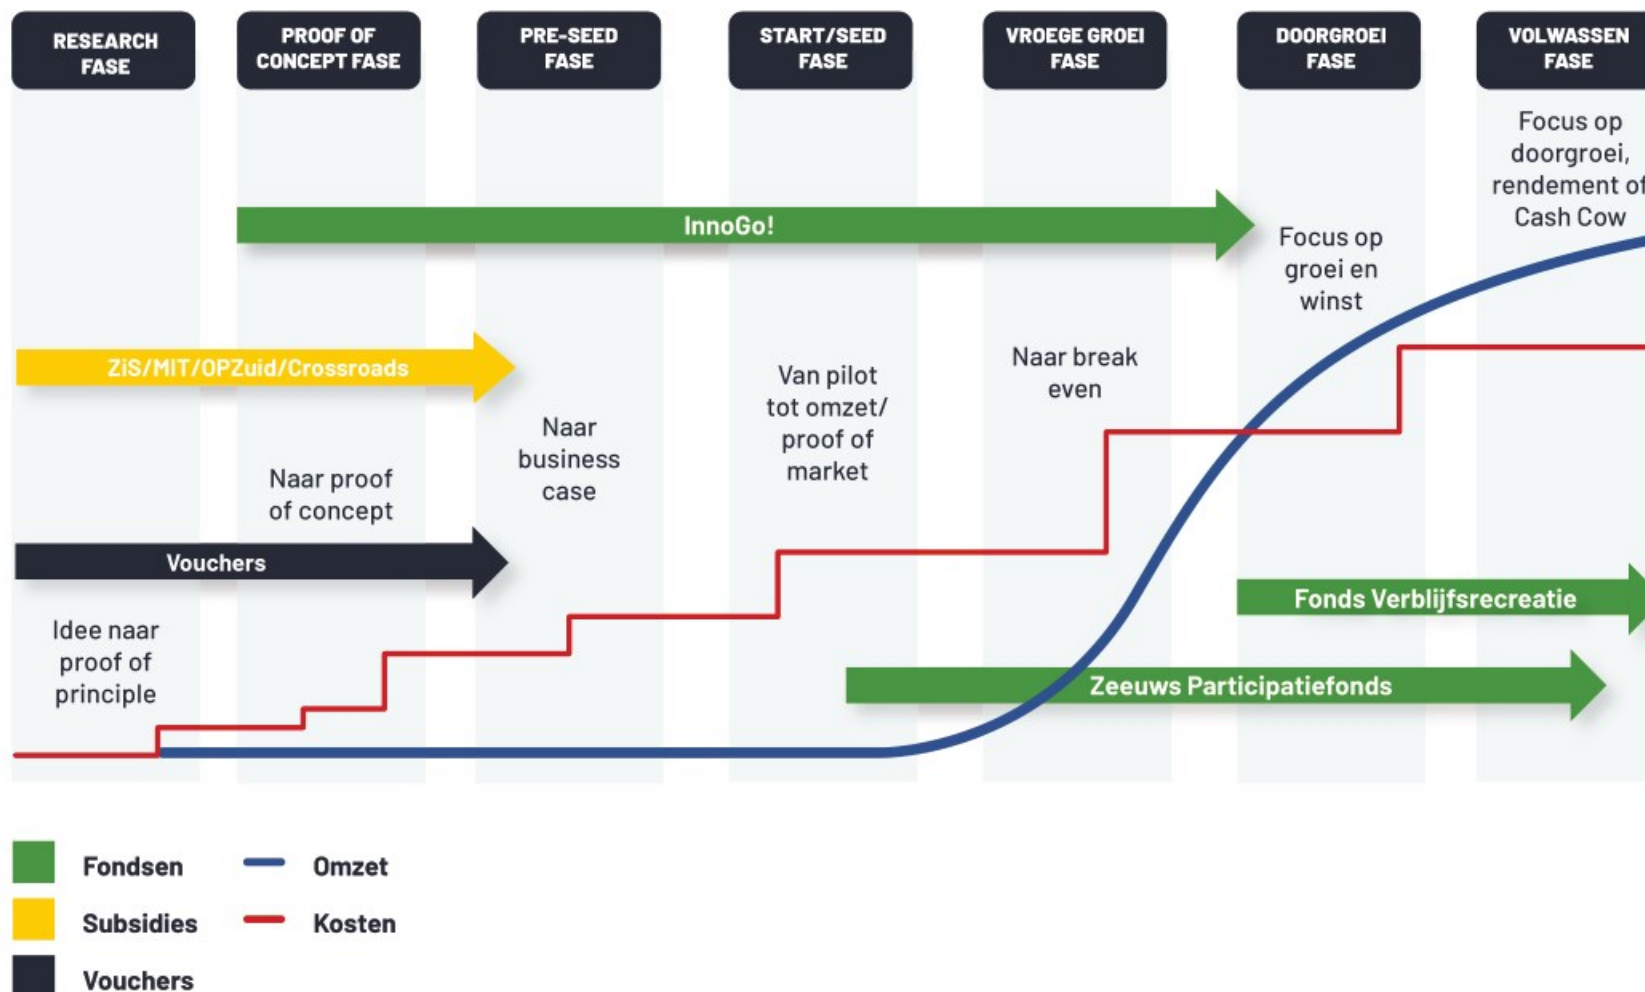 RESEARCH
FASE
PROOF OF
CONCEPT FASE
PRE-SEED
FASE
START/SEED
FASE
VROEGE GROEI
FASE
DOORGROEI
FASE
VOLWASSEN
FASE
Focus op
doorgroei,
rendement of
Cash Cow
InnoGo!
Focus op
groei en
winst
ZiS/MIT/OPZuid/Crossroads
Van pilot
tot omzet/
proof of
market
Naar break
even
Naar
business
case
Naar proof
of concept
Vouchers
Idee naar
proof of
principle
Fonds Verblijfsrecreatie
Zeeuws Participatiefonds
Fondsen
Omzet
Subsidies
Kosten
Vouchers